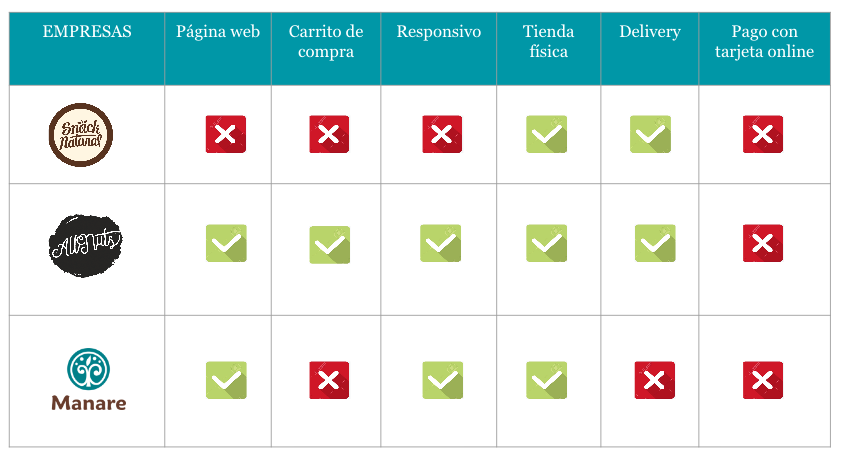 EMPRESAS
Página web
Carrito de
compra
Responsivo
Tienda
física
Delivery
Pago con
tarjeta online
Snack
Natural
All Nuts
Manare